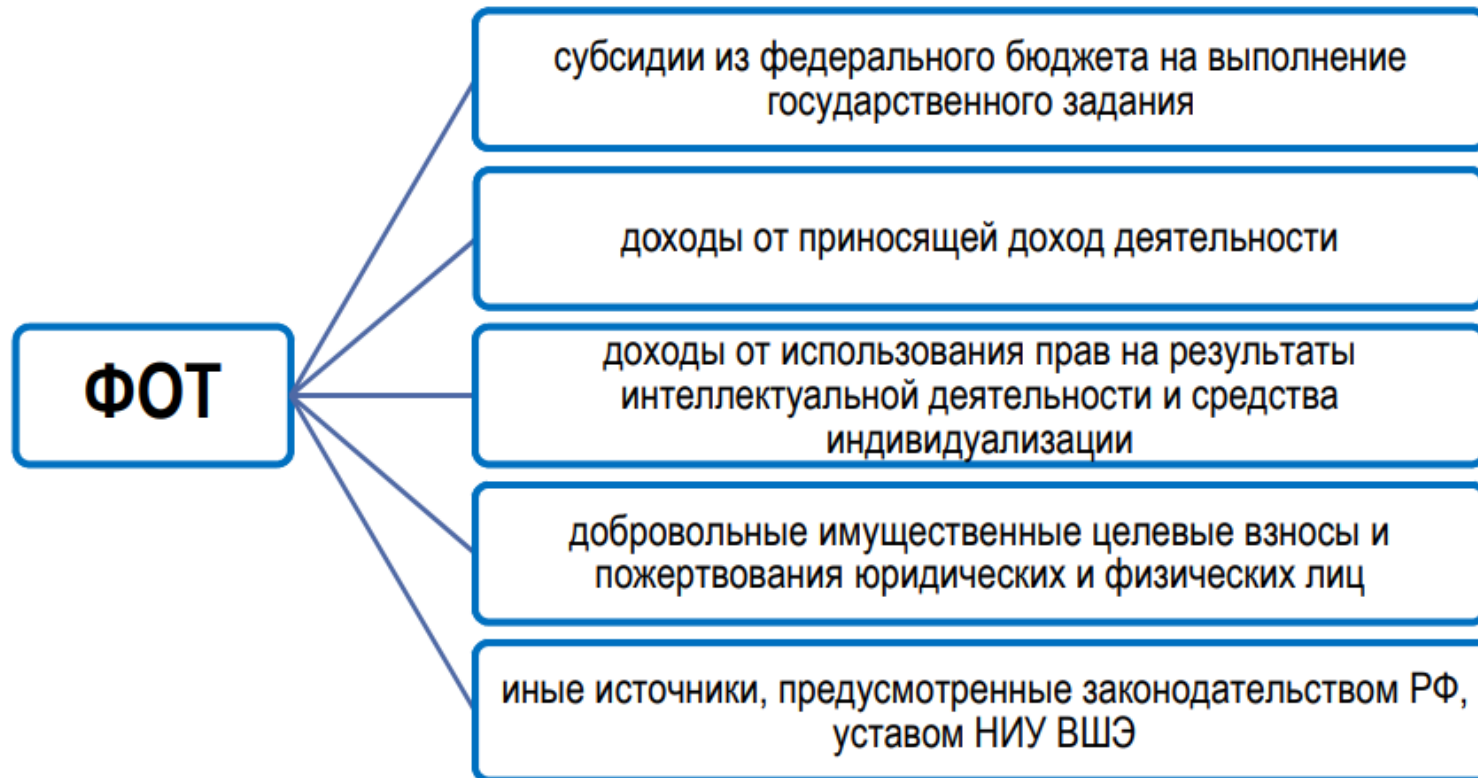 субсидии из федерального бюджета на выполнение
государственного задания
доходы от приносящей доход деятельности
ФОТ
доходы от использования прав на результаты
интеллектуальной деятельности и средства
индивидуализации
добровольные имущественные целевые взносы и
пожертвования юридических и физических лиц
иные источники, предусмотренные законодательством РФ,
уставом НИУ ВШЭ